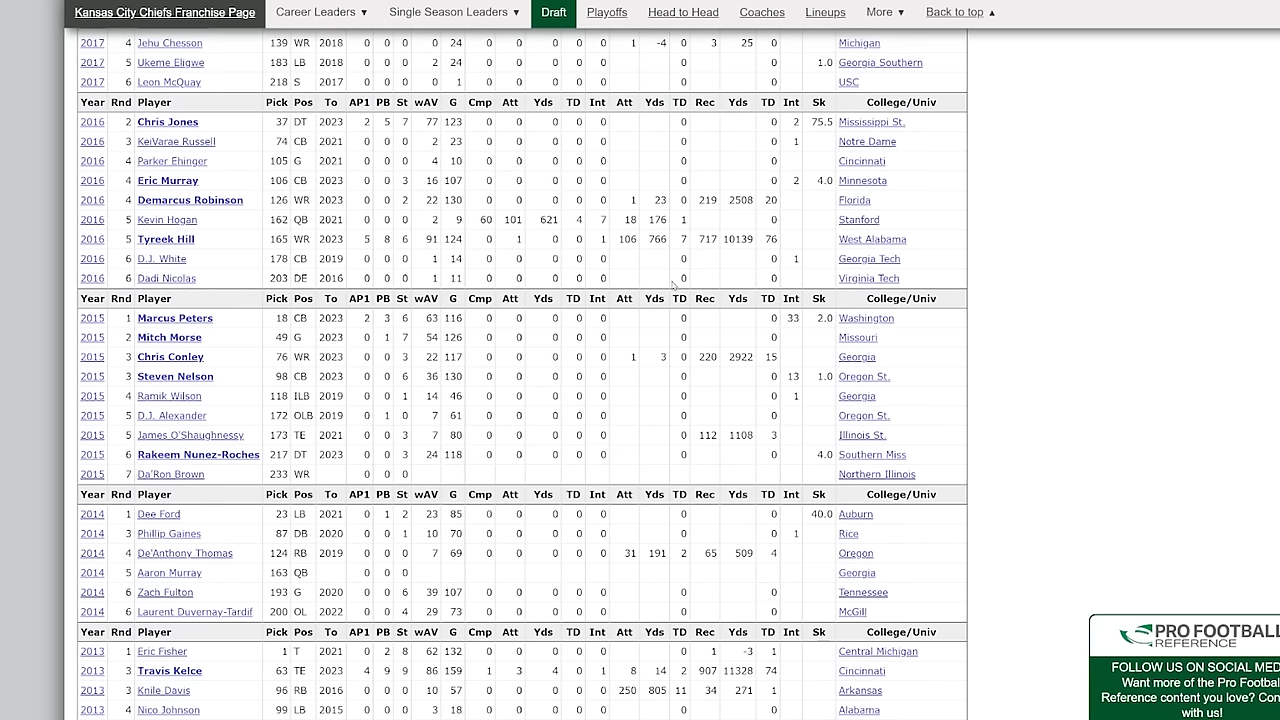 Kansas City Chiefs Franchise Page Career Leaders ▼ Single Season Leaders ▼ Draft Playoffs Head to Head Coaches Lineups More ▼ Back to top ▲
2017 4 Jehu Chesson 139 WR 2018 0 0 0 0 24 0 0 0 0 0 1 -4 0 3 25 0 Michigan
2017 5 Ukeme Eligwe 183 LB 2018 0 0 0 2 24 0 0 0 0 0 0 0 1.0 Georgia Southern
2017 6 Leon McQuay 218 S 2017 0 0 0 0 1 0 0 0 0 0 0 0 USC
Year Rnd Player Pick Pos To AP1 PB St wAV G Cmp Att Yds TD Int Att Yds TD Rec Yds TD Int Sk College/Univ
2016 2 Chris Jones 37 DT 2023 2 5 7 77 123 0 0 0 0 0 0 0 2 75.5 Mississippi St.
2016 3 KeiVarae Russell 74 CB 2021 0 0 0 2 23 0 0 0 0 0 0 0 1 Notre Dame
2016 4 Parker Ehinger 105 G 2021 0 0 0 4 10 0 0 0 0 0 0 0 Cincinnati
2016 4 Eric Murray 106 CB 2023 0 0 3 16 107 0 0 0 0 0 0 0 2 4.0 Minnesota
2016 4 Demarcus Robinson 126 WR 2023 0 0 2 22 130 0 0 0 0 0 1 23 0 219 2508 20 Florida
2016 5 Kevin Hogan 162 QB 2021 0 0 0 2 9 60 101 621 4 7 18 176 1 0 Stanford
2016 5 Tyreek Hill 165 WR 2023 5 8 6 91 124 0 1 0 0 1 106 766 7 717 10139 76 West Alabama
2016 6 D.J. White 178 CB 2019 0 0 0 1 14 0 0 0 0 0 0 0 1 Georgia Tech
2016 6 Dadi Nicolas 203 DE 2016 0 0 0 1 11 0 0 0 0 0 0 0 Virginia Tech
Year Rnd Player Pick Pos To AP1 PB St wAV G Cmp Att Yds TD Int Att Yds TD Rec Yds TD Int Sk College/Univ
2015 1 Marcus Peters 18 CB 2023 2 3 6 63 116 0 0 0 0 0 0 0 33 2.0 Washington
2015 2 Mitch Morse 49 G 2023 0 1 7 54 126 0 0 0 0 0 0 0 Missouri
2015 3 Chris Conley 76 WR 2023 0 0 3 22 117 0 0 0 0 0 1 3 0 220 2922 15 Georgia
2015 3 Steven Nelson 98 CB 2023 0 0 6 36 130 0 0 0 0 0 0 0 13 1.0 Oregon St.
2015 4 Ramik Wilson 118 ILB 2019 0 0 1 14 46 0 0 0 0 0 0 0 1 Georgia
2015 5 D.J. Alexander 172 OLB 2019 0 1 0 7 61 0 0 0 0 0 0 0 Oregon St.
2015 5 James O'Shaughnessy 173 TE 2021 0 0 3 7 80 0 0 0 0 0 0 112 1108 3 Illinois St.
2015 6 Rakeem Nunez-Roches 217 DT 2023 0 0 3 24 118 0 0 0 0 0 0 0 4.0 Southern Miss
2015 7 Da'Ron Brown 233 WR 0 0 0 Northern Illinois
Year Rnd Player Pick Pos To AP1 PB St wAV G Cmp Att Yds TD Int Att Yds TD Rec Yds TD Int Sk College/Univ
2014 1 Dee Ford 23 LB 2021 0 1 2 23 85 0 0 0 0 0 0 0 40.0 Auburn
2014 3 Phillip Gaines 87 DB 2020 0 0 1 10 70 0 0 0 0 0 0 0 1 Rice
2014 4 De'Anthony Thomas 124 RB 2019 0 0 0 7 69 0 0 0 0 0 31 191 2 65 509 4 Oregon
2014 5 Aaron Murray 163 QB 0 0 0 Georgia
2014 6 Zach Fulton 193 G 2020 0 0 6 39 107 0 0 0 0 0 0 0 Tennessee
2014 6 Laurent Duvernay-Tardif 200 OL 2022 0 0 4 29 73 0 0 0 0 0 0 0 McGill
Year Rnd Player Pick Pos To AP1 PB St wAV G Cmp Att Yds TD Int Att Yds TD Rec Yds TD Int Sk College/Univ
2013 1 Eric Fisher 1 T 2021 0 2 8 62 132 0 0 0 0 0 0 1 -3 1 Central Michigan
2013 3 Travis Kelce 63 TE 2023 4 9 9 86 159 1 3 4 0 1 8 14 2 907 11328 74 Cincinnati
2013 3 Knile Davis 96 RB 2016 0 0 0 10 57 0 0 0 0 0 250 805 11 34 271 1 Arkansas
2013 4 Nico Johnson 99 LB 2015 0 0 0 3 18 0 0 0 0 0 0 0 Alabama
PRO FOOTBALL
REFERENCE
FOLLOW US ON SOCIAL MED
Want more of the Pro Footbal
Reference content you love? Con
with us!